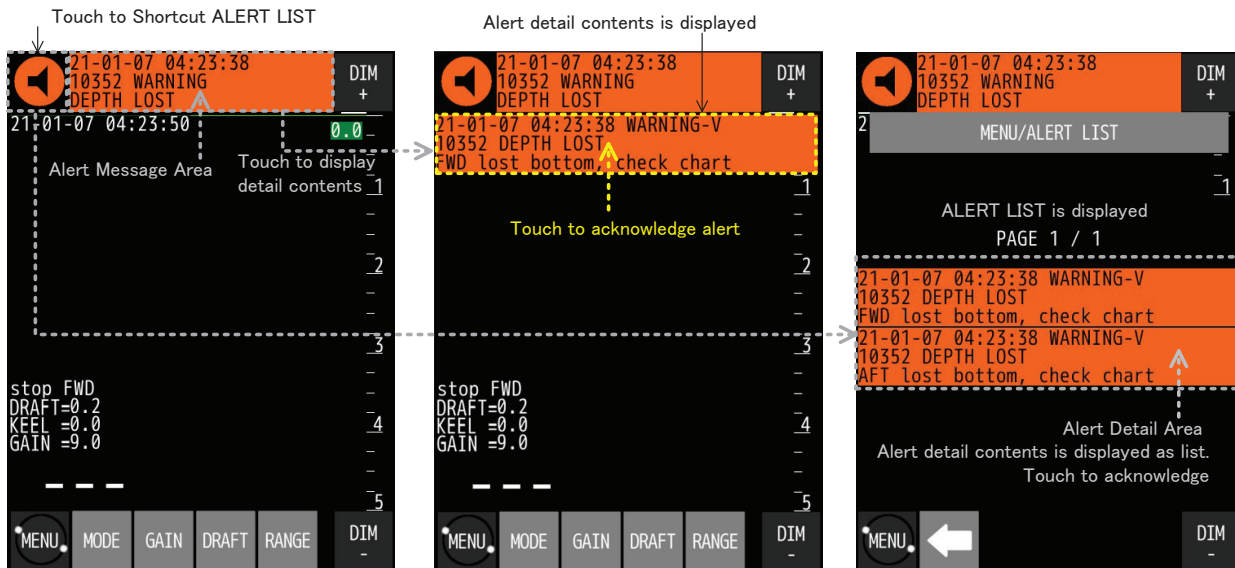 Touch to Shortcut ALERT LIST
21-01-07 04:23:38
10352 WARNING
DEPTH LOST
DIM
+
21-01-07 04:23:50
0.0
Alert Message Area
Touch to display
detail contents
1
2
3
stop FWD
DRAFT=0.2
KEEL =0.0
GAIN =9.0
4
5
MENU
MODE
GAIN
DRAFT
RANGE
DIM
-
Alert detail contents is displayed
21-01-07 04:23:38
10352 WARNING
DEPTH LOST
DIM
+
21-01-07 04:23:38 WARNING-V
10352 DEPTH LOST
FWD lost bottom, check chart
1
Touch to acknowledge alert
2
3
stop FWD
DRAFT=0.2
KEEL =0.0
GAIN =9.0
4
5
MENU
MODE
GAIN
DRAFT
RANGE
DIM
-
21-01-07 04:23:38
10352 WARNING
DEPTH LOST
DIM
+
2
MENU/ALERT LIST
1
ALERT LIST is displayed
PAGE 1 / 1
21-01-07 04:23:38 WARNING-V
10352 DEPTH LOST
FWD lost bottom, check chart
21-01-07 04:23:38 WARNING-V
10352 DEPTH LOST
AFT lost bottom, check chart
Alert Detail Area
Alert detail contents is displayed as list.
Touch to acknowledge
MENU
DIM
-